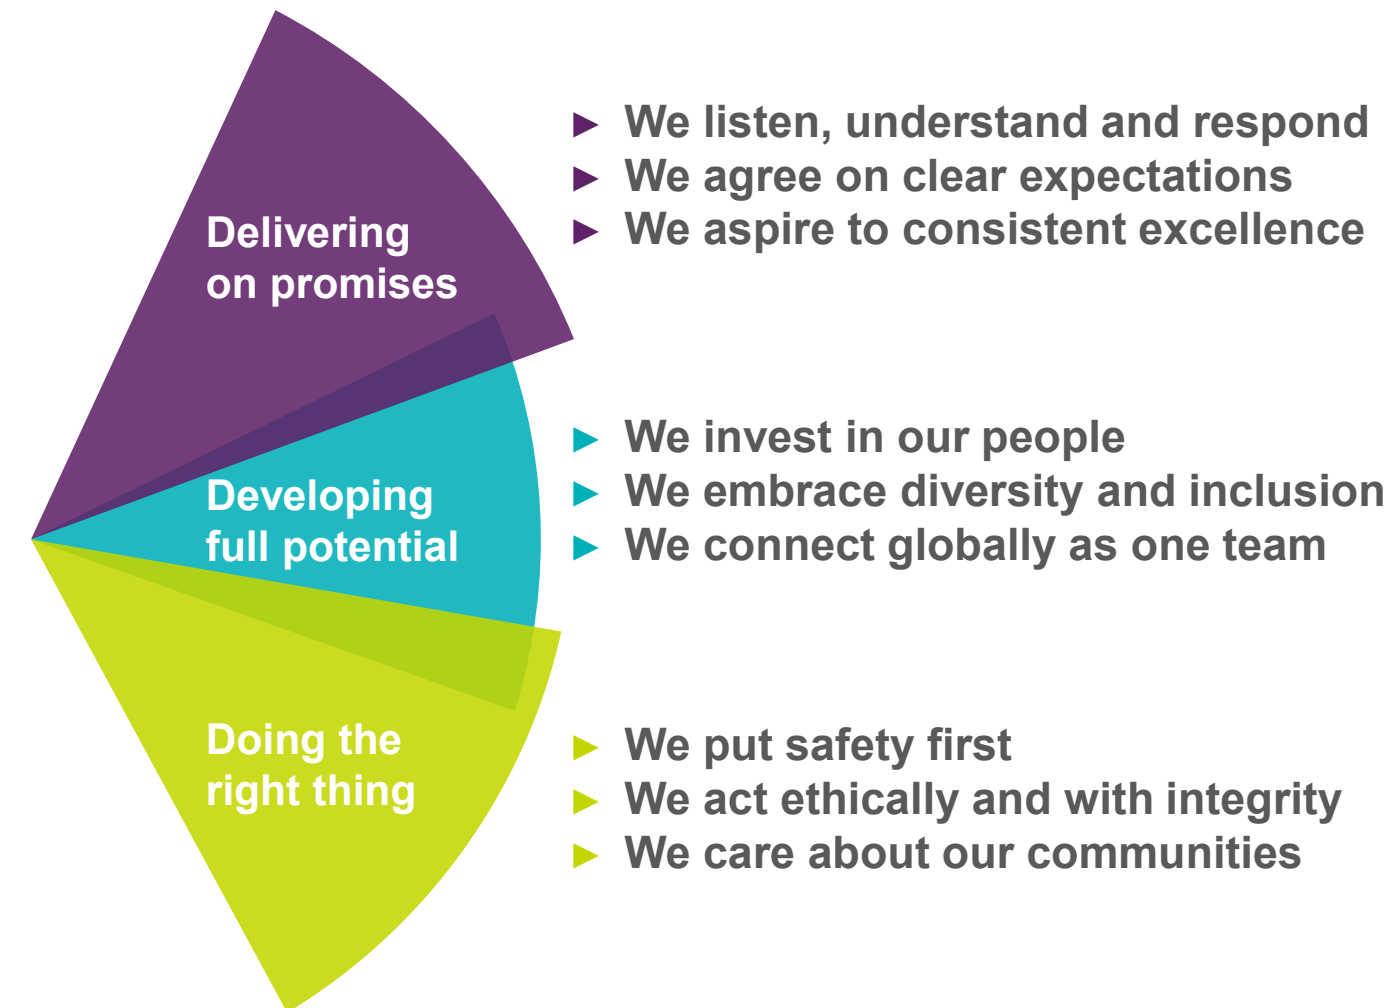 Delivering
on promises
► We listen, understand and respond
► We agree on clear expectations
► We aspire to consistent excellence
Developing
full potential
► We invest in our people
► We embrace diversity and inclusion
► We connect globally as one team
Doing the
right thing
► We put safety first
► We act ethically and with integrity
► We care about our communities